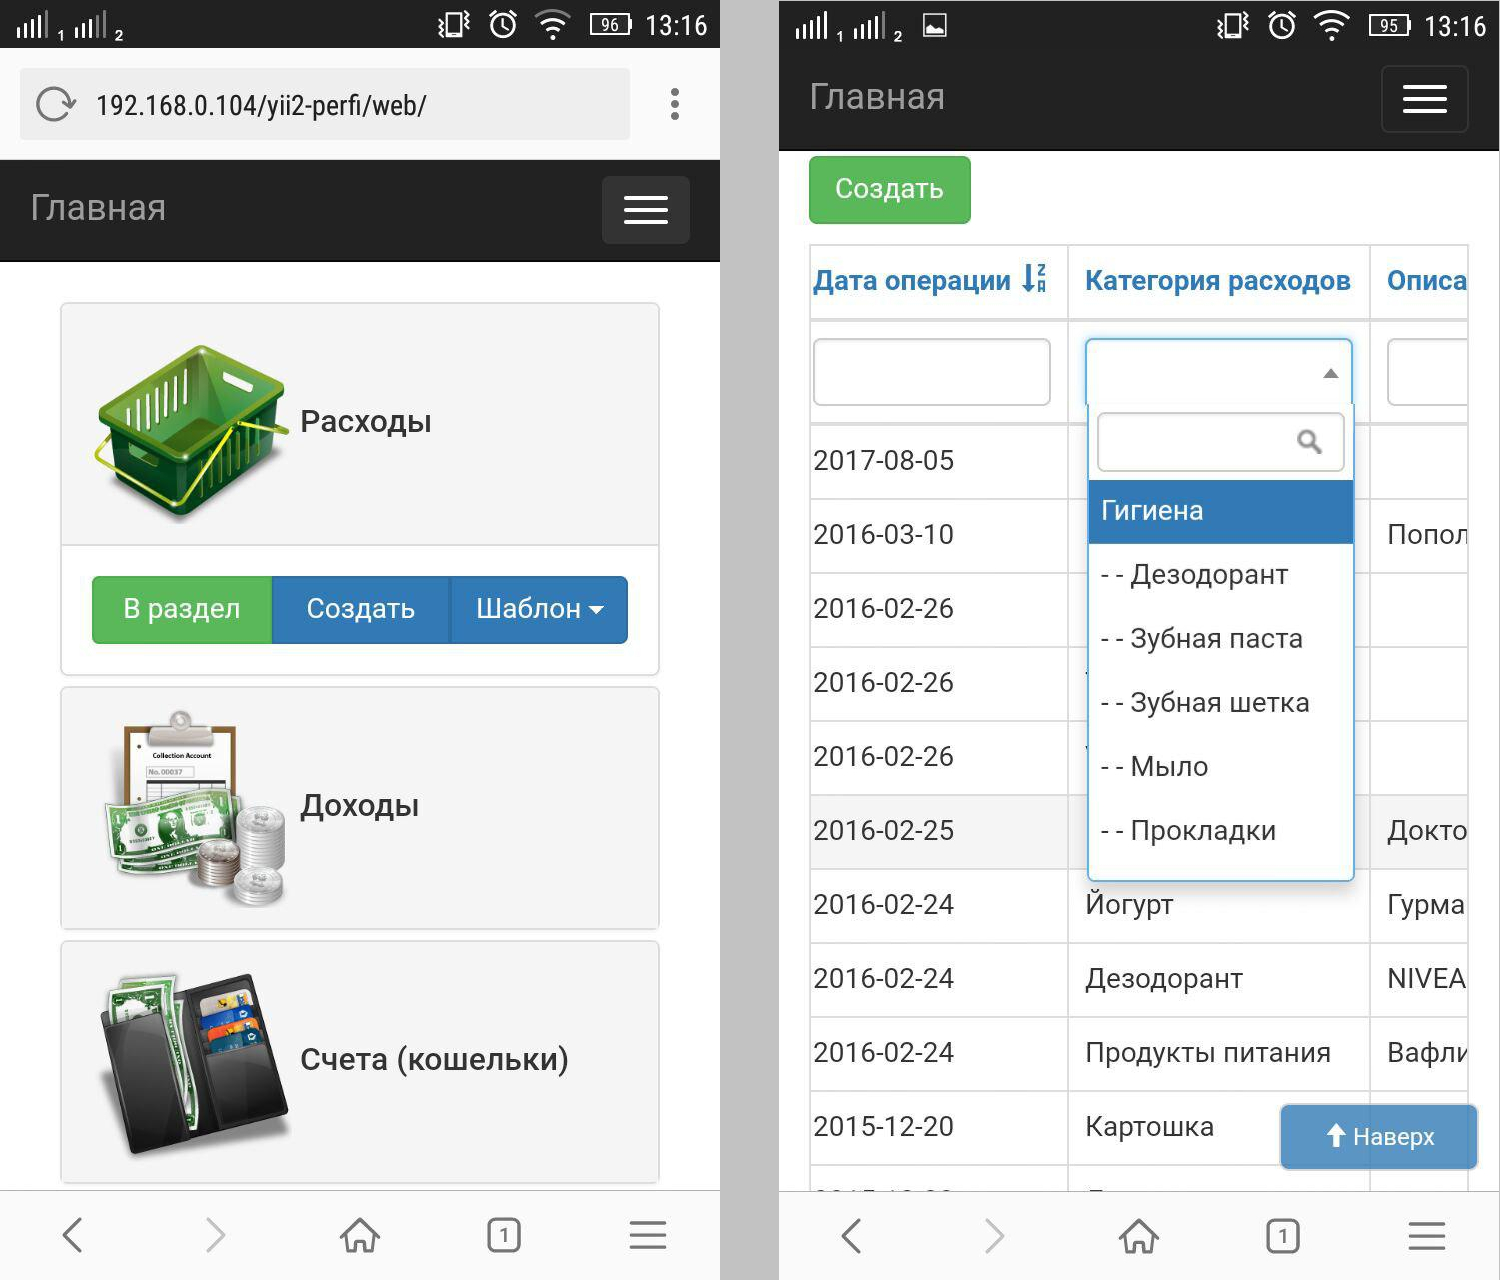 1 2 96 13:16
192.168.0.104/yii2-perfi/web/
Главная
Расходы
В раздел Создать Шаблон
Collection Account
No. 00037
Доходы
Счета (кошельки)
1
1 2 95 13:16
Главная
Создать
Дата операции Категория расходов Описа
2017-08-05
Гигиена
2016-03-10 Попол
- - Дезодорант
2016-02-26
- - Зубная паста
2016-02-26
- - Зубная шетка
2016-02-26
- - Мыло
2016-02-25 Докто
- - Прокладки
2016-02-24 Йогурт Гурма
2016-02-24 Дезодорант NIVEA
2016-02-24 Продукты питания Вафли
2015-12-20 Картошка
Наверх
1